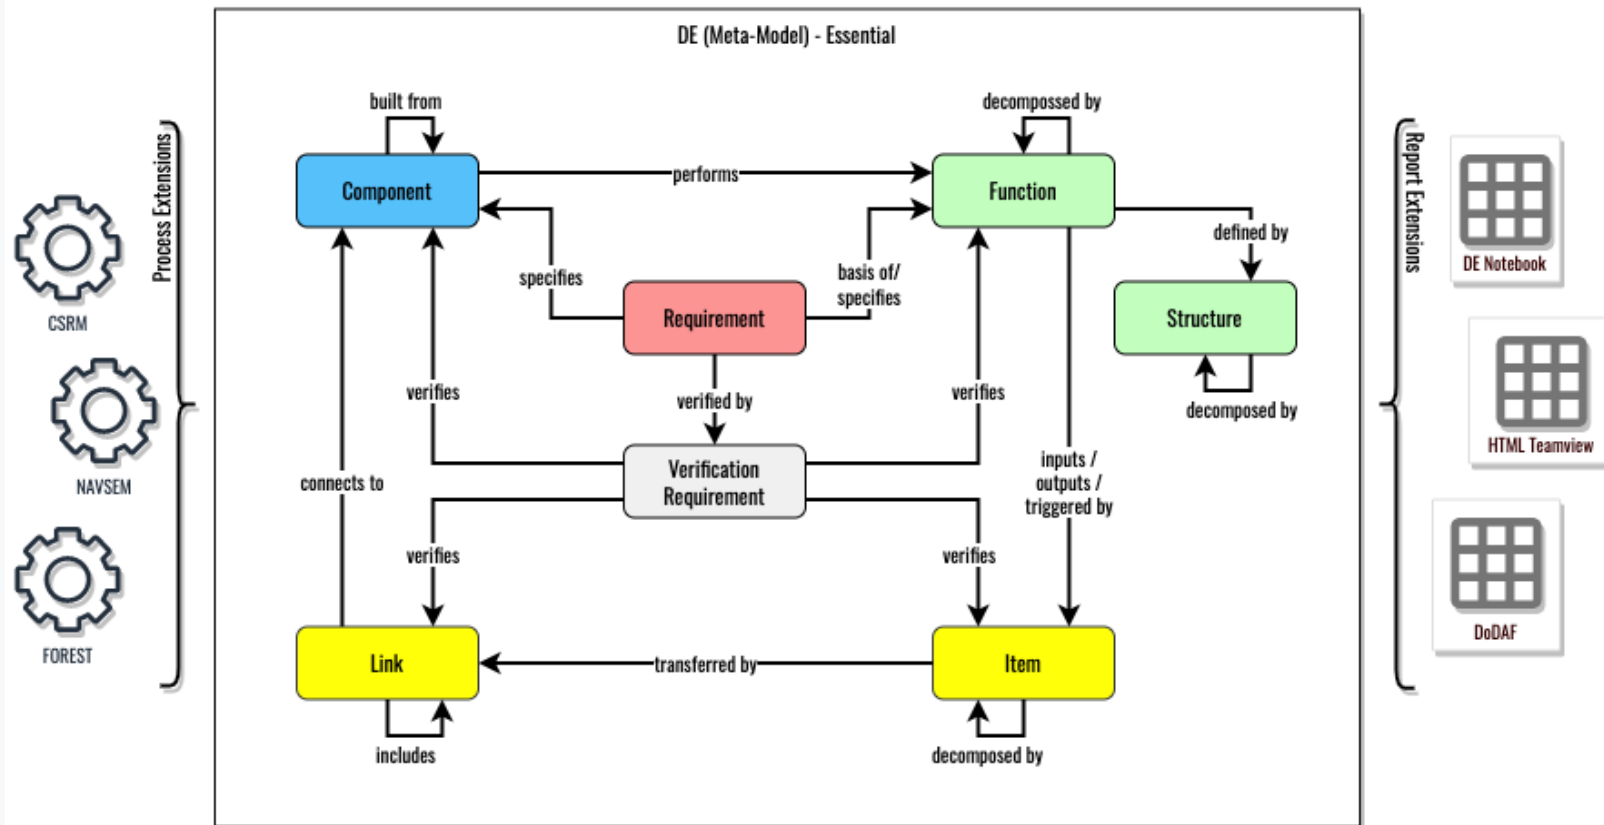 DE (Meta-Model) - Essential
built from
decompossed by
Process Extensions
Report Extensions
Component
performs
Function
DE Notebook
defined by
specifies
basis of/
specifies
Requirement
Structure
CSRM
verifies
verified by
verifies
decomposed by
HTML Teamview
Verification
Requirement
inputs /
outputs /
triggered by
connects to
NAVSEM
verifies
verifies
DoDAF
FOREST
Link
transferred by
Item
includes
decomposed by